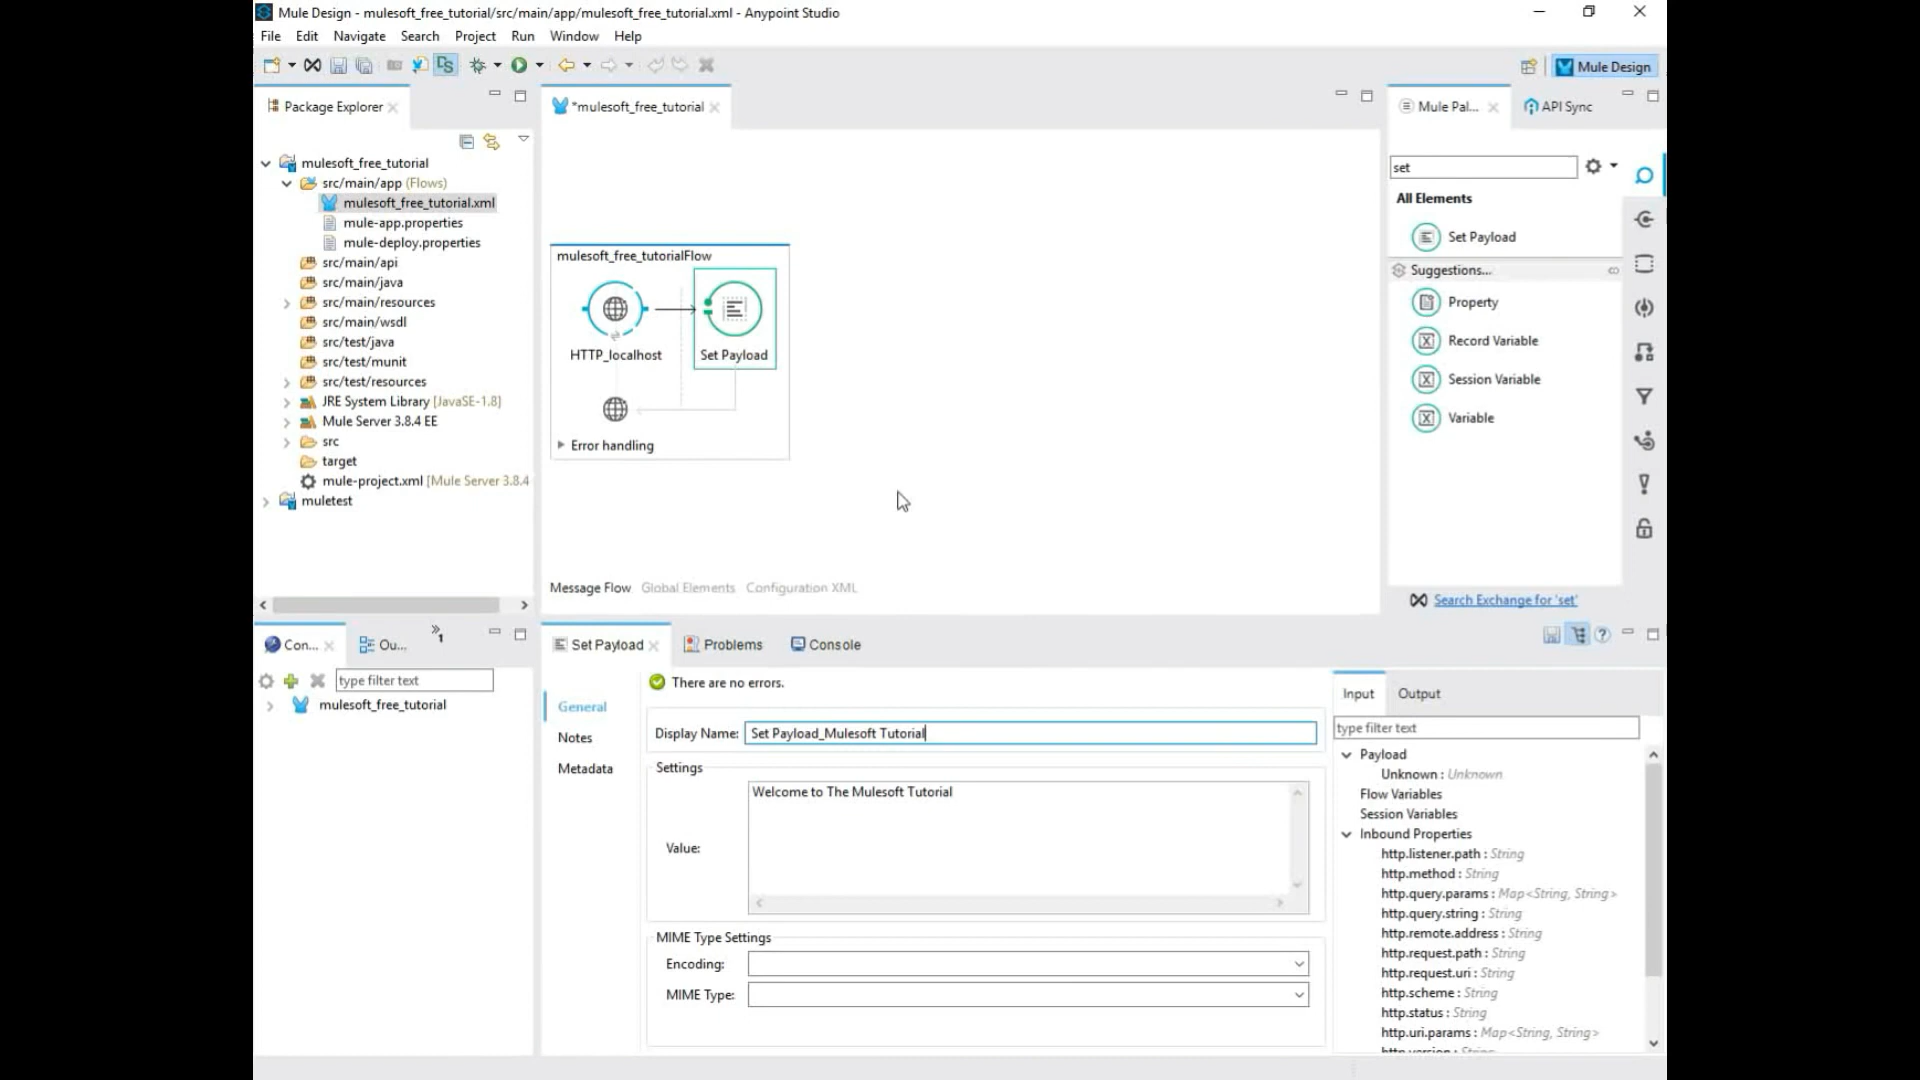 Mule Design - mulesoft_free_tutorial/src/main/app/mulesoft_free_tutorial.xml - Anypoint Studio
File Edit Navigate Search Project Run Window Help
Mule Design
Package Explorer
mulesoft_free_tutorial
src/main/app (Flows)
mulesoft_free_tutorial.xml
mule-app.properties
mule-deploy.properties
src/main/api
src/main/java
src/main/resources
src/main/wsdl
src/test/java
src/test/munit
src/test/resources
JRE System Library [JavaSE-1.8]
Mule Server 3.8.4 EE
src
target
mule-project.xml [Mule Server 3.8.4
muletest
*mulesoft_free_tutorial
mulesoft_free_tutorialFlow
HTTP_localhost
Set Payload
Error handling
Message Flow Global Elements Configuration XML
Mule Pal...
API Sync
set
All Elements
Set Payload
Suggestions...
Property
Record Variable
Session Variable
Variable
Search Exchange for 'set'
Con...
Ou...
1
type filter text
mulesoft_free_tutorial
Set Payload
Problems
Console
There are no errors.
General
Notes
Metadata
Display Name: Set Payload_Mulesoft Tutorial
Settings
Welcome to The Mulesoft Tutorial
Value:
MIME Type Settings
Encoding:
MIME Type:
Input Output
type filter text
Payload
Unknown : Unknown
Flow Variables
Session Variables
Inbound Properties
http.listener.path : String
http.method : String
http.query.params : Map<String, String>
http.query.string : String
http.remote.address : String
http.request.path : String
http.request.uri : String
http.scheme : String
http.status : String
http.uri.params : Map<String, String>
http.version : String